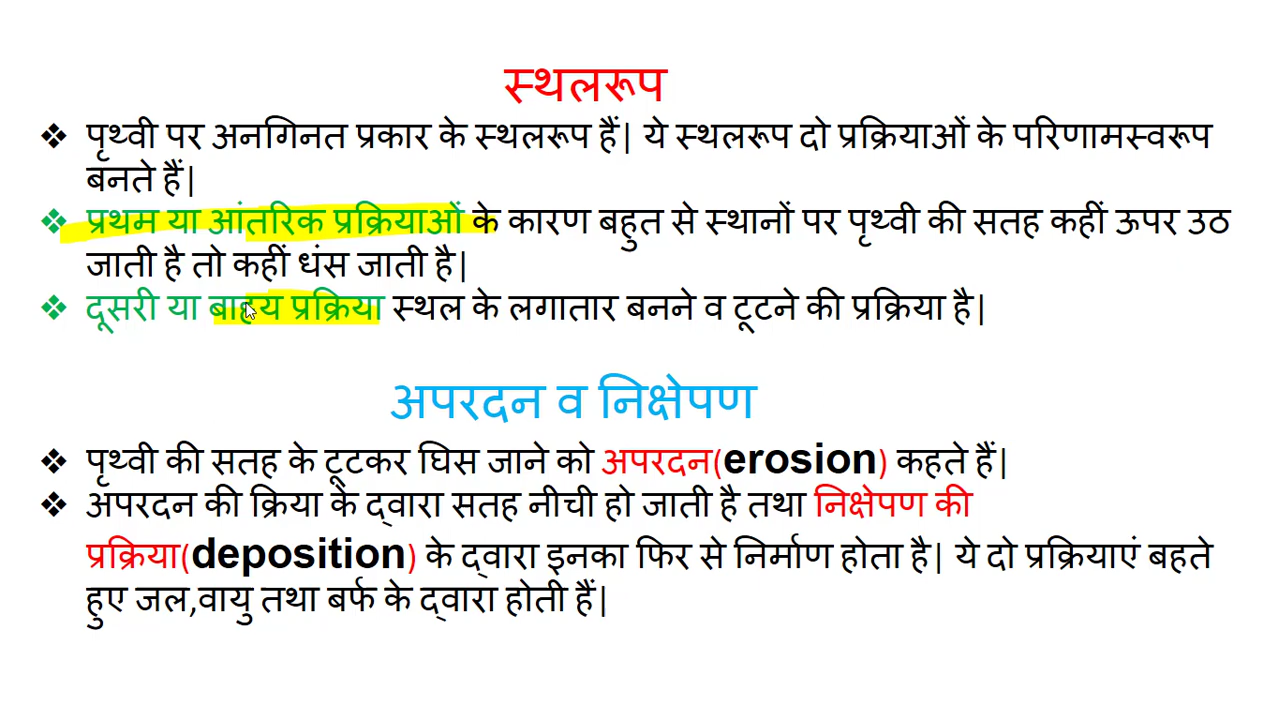 स्थलरूप
❖ पृथ्वी पर अनगिनत प्रकार के स्थलरूप हैं| ये स्थलरूप दो प्रक्रियाओं के परिणामस्वरूप
बनते हैं|
❖ प्रथम या आंतरिक प्रक्रियाओं के कारण बहुत से स्थानों पर पृथ्वी की सतह कहीं ऊपर उठ
जाती है तो कहीं धंस जाती है|
❖ दूसरी या बाह्य प्रक्रिया स्थल के लगातार बनने व टूटने की प्रक्रिया है|
अपरदन व निक्षेपण
❖ पृथ्वी की सतह के टूटकर घिस जाने को अपरदन(erosion) कहते हैं|
❖ अपरदन की क्रिया के द्वारा सतह नीची हो जाती है तथा निक्षेपण की
प्रक्रिया(deposition) के द्वारा इनका फिर से निर्माण होता है| ये दो प्रक्रियाएं बहते
हुए जल,वायु तथा बर्फ के द्वारा होती हैं|